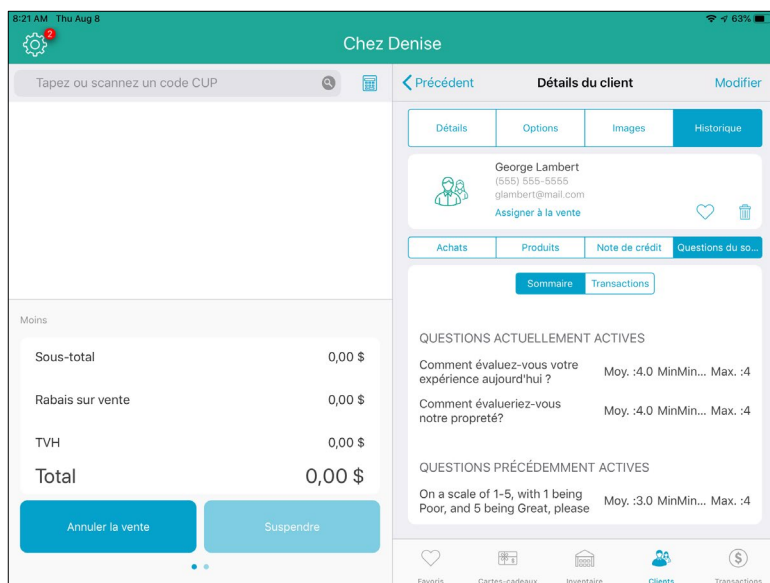 8:21 AM Thu Aug 8
63%
2
Chez Denise
Tapez ou scannez un code CUP
Précédent
Détails du client
Modifier
Détails
Options
Images
Historique
George Lambert
(555) 555-5555
glambert@mail.com
Assigner à la vente
Achats
Produits
Note de crédit
Questions du so...
Sommaire
Transactions
QUESTIONS ACTUELLEMENT ACTIVES
Comment évaluez-vous votre
expérience aujourd'hui ?
Moy. :4.0 MinMin... Max. :4
Comment évalueriez-vous
notre propreté?
Moy. :4.0 MinMin... Max. :4
QUESTIONS PRÉCÉDEMMENT ACTIVES
On a scale of 1-5, with 1 being
Poor, and 5 being Great, please
Moy. :3.0 MinMin... Max. :4
Moins
Sous-total 0,00 $
Rabais sur vente 0,00 $
TVH 0,00 $
Total 0,00 $
Annuler la vente
Suspendre
Favoris
Cartes-cadeaux
Inventaire
Clients
Transactions